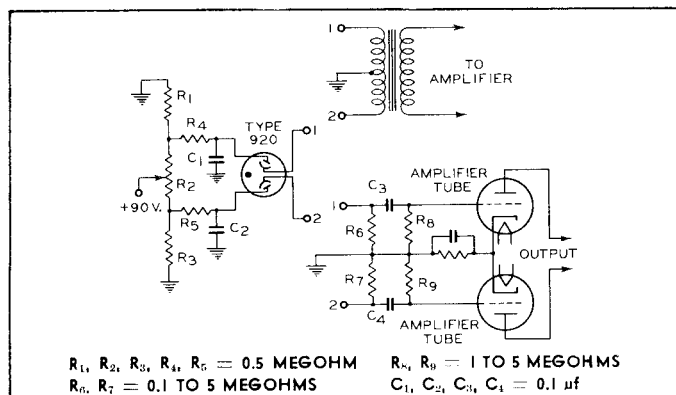 1
TO
AMPLIFIER
2
R1
R4
TYPE
920
1
C1
R2
+90 V.
R5
C2
2
R3
AMPLIFIER
TUBE
C3
1
R6
R8
OUTPUT
R7
R9
2
C4
AMPLIFIER
TUBE
R1, R2, R3, R4, R5 = 0.5 MEGOHM
R6, R7 = 0.1 TO 5 MEGOHMS
R8, R9 = 1 TO 5 MEGOHMS
C1, C2, C3, C4 = 0.1 µf